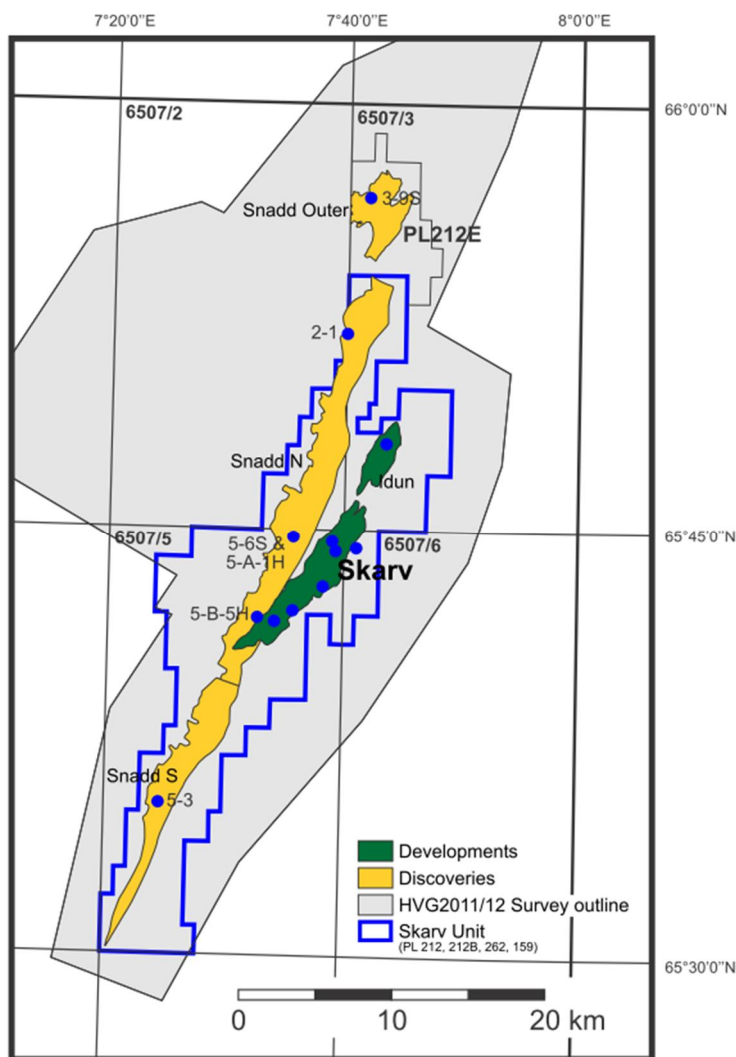 7°20'0"E
7°40'0"E
8°0'0"E
66°0'0"N
6507/2
6507/3
3-9S
Snadd Outer
PL212E
2-1
Snadd N
Idun
65°45'0"N
6507/5
6507/6
5-6S &
5-A-1H
Skarv
5-B-5H
Snadd S
5-3
Developments
Discoveries
HVG2011/12 Survey outline
Skarv Unit
(PL 212, 212B, 262, 159)
65°30'0"N
0 10 20 km